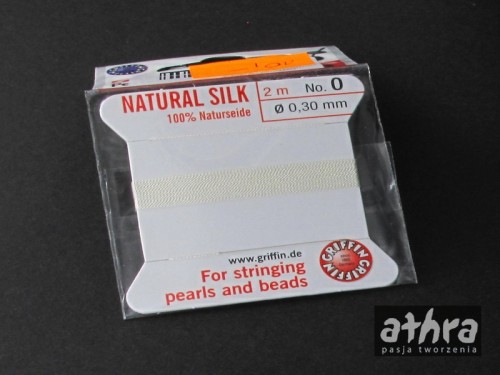 NATURAL SILK
100% Naturseide
2 m No. 0
Ø 0,30 mm
www.griffin.de
For stringing
pearls and beads
GRIFFIN GRIFFIN
athra
pasja tworzenia